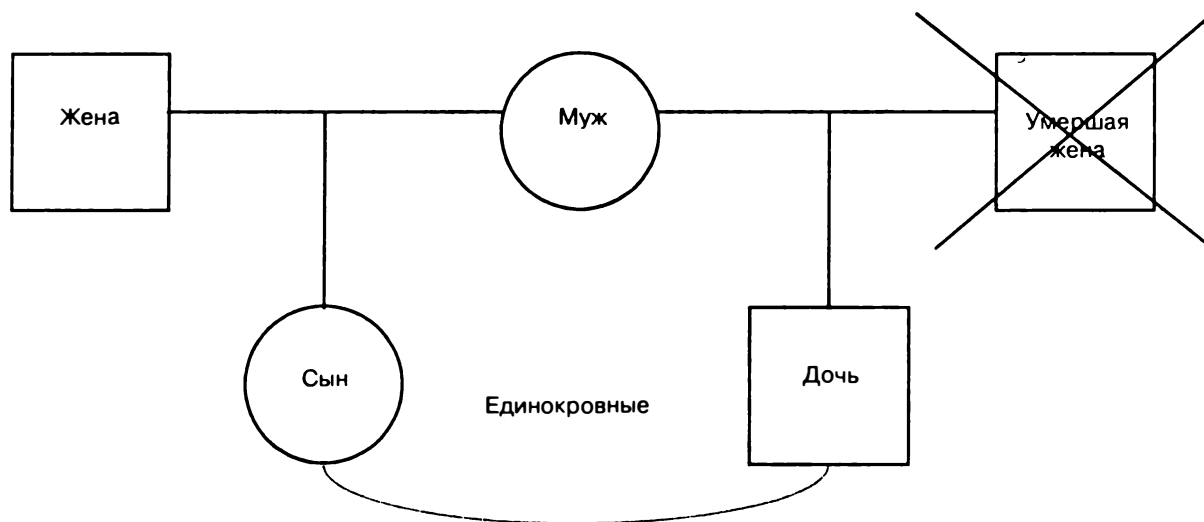 Жена
Муж
Умершая
жена
Сын
Единокровные
Дочь